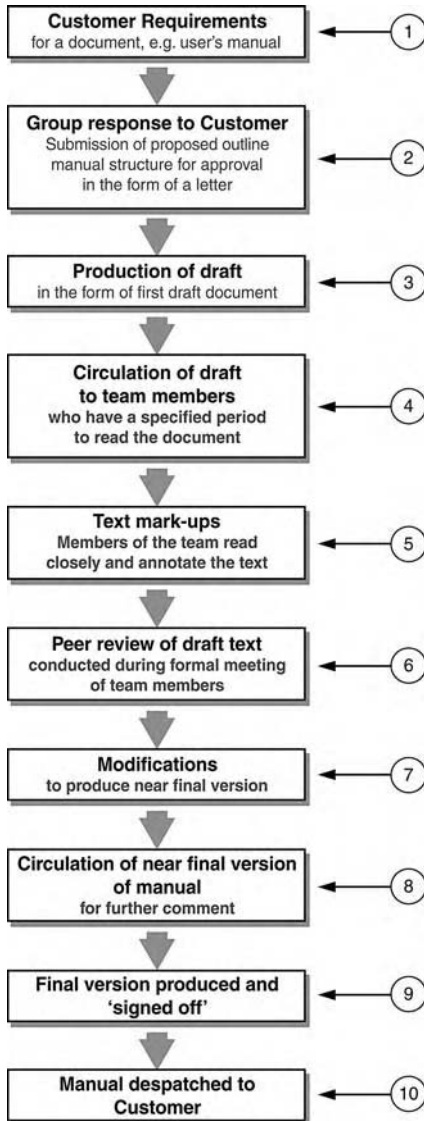 Customer Requirements
for a document, e.g. user's manual
1
Group response to Customer
Submission of proposed outline
manual structure for approval
in the form of a letter
2
Production of draft
in the form of first draft document
3
Circulation of draft
to team members
who have a specified period
to read the document
4
Text mark-ups
Members of the team read
closely and annotate the text
5
Peer review of draft text
conducted during formal meeting
of team members
6
Modifications
to produce near final version
7
Circulation of near final version
of manual
for further comment
8
Final version produced and
‘signed off’
9
Manual despatched to
Customer
10